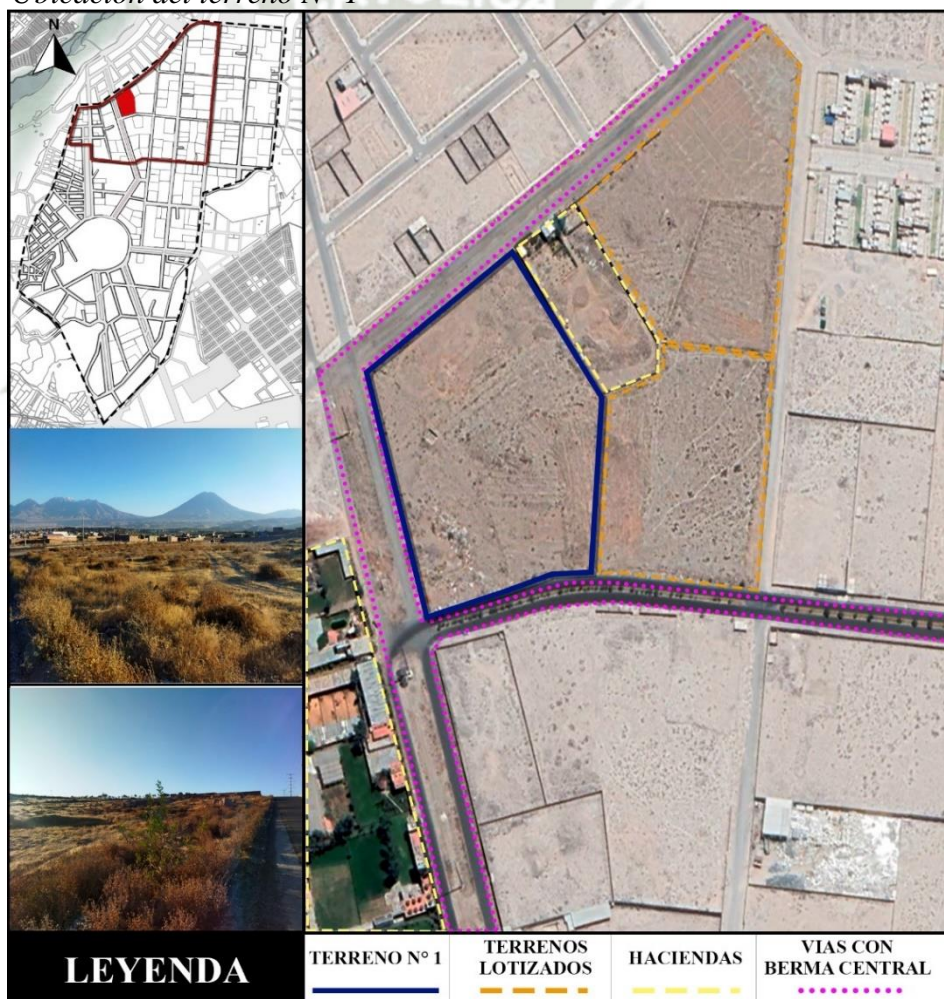 Ubicación del terreno N° 1
N
LEYENDA
TERRENO N° 1
TERRENOS
LOTIZADOS
HACIENDAS
VIAS CON
BERMA CENTRAL